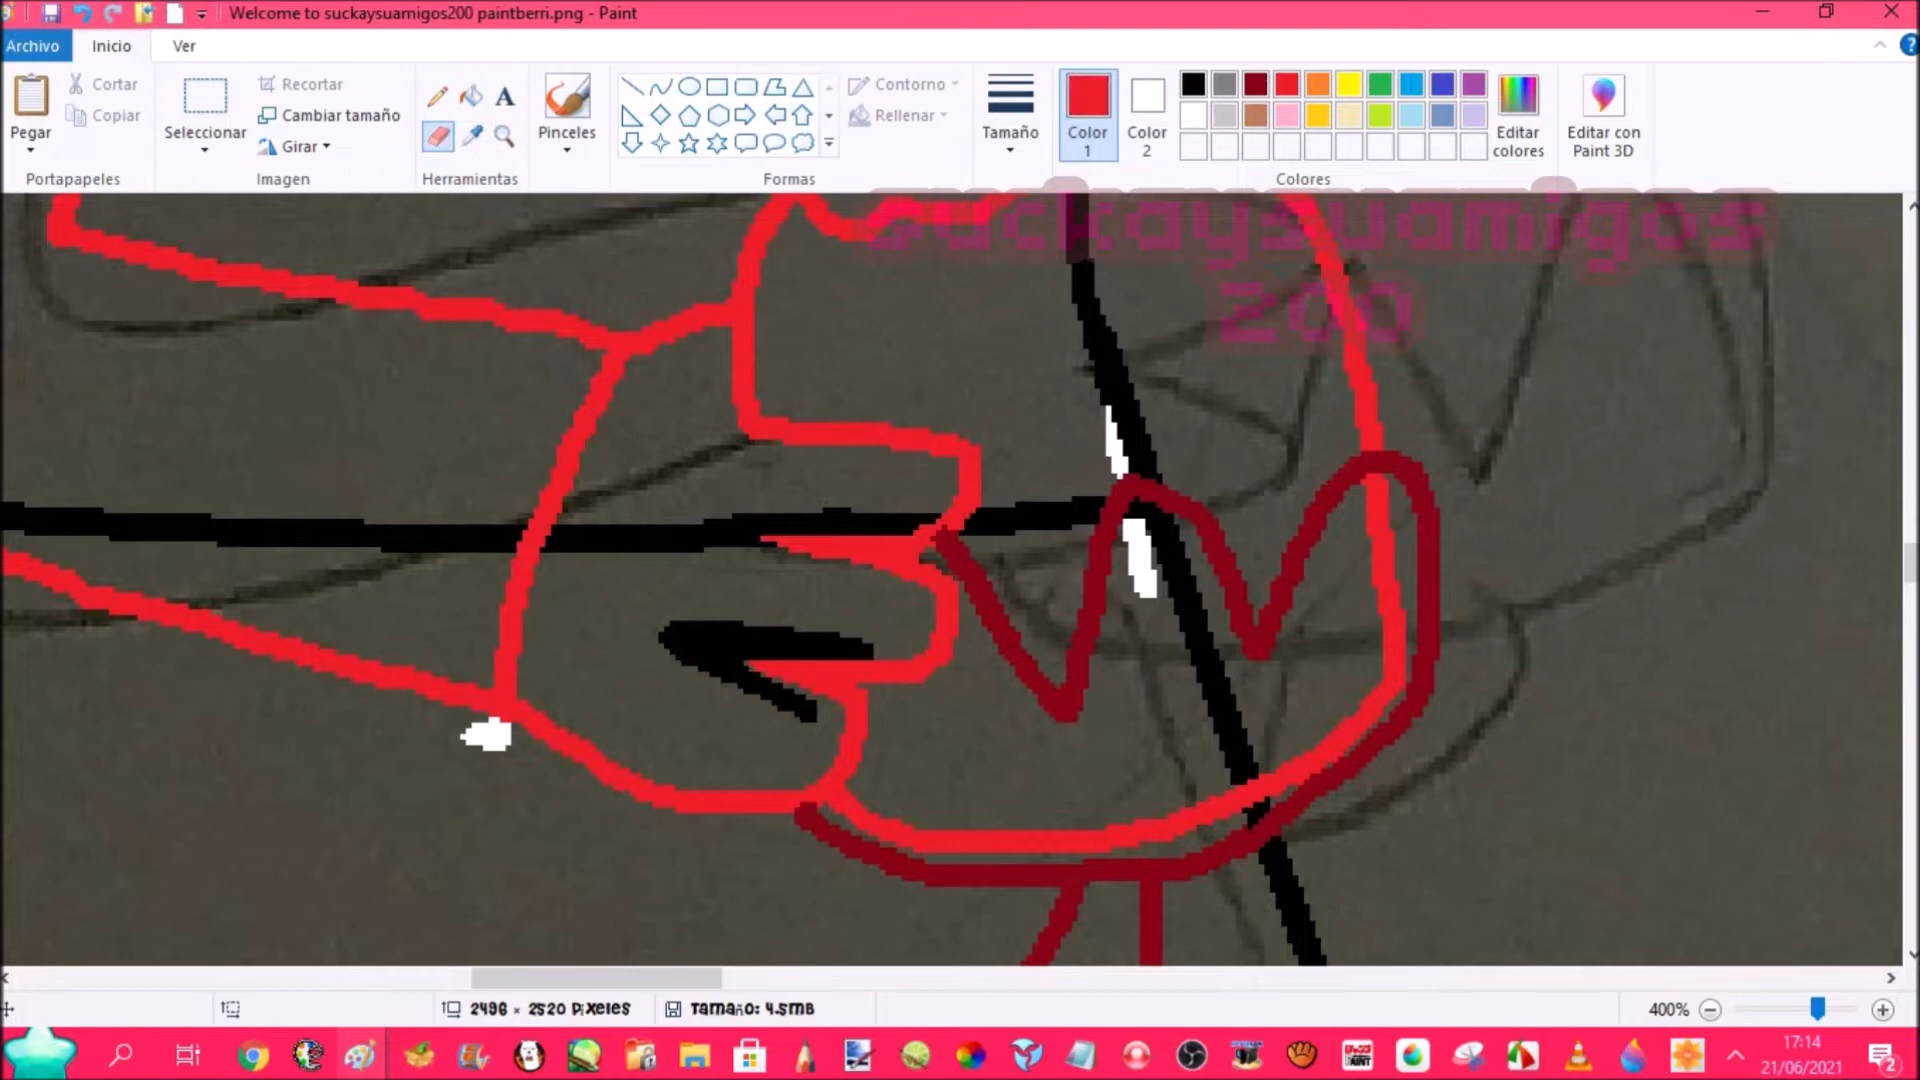 Welcome to suckaysuamigos200 paintberri.png - Paint
Archivo Inicio Ver
Pegar
Cortar
Copiar
Portapapeles
Seleccionar
Recortar
Cambiar tamaño
Girar
Imagen
A
Herramientas
Pinceles
Contorno
Rellenar
Formas
Tamaño
Color
1
Color
2
Editar
colores
Editar con
Paint 3D
Colores
suckaysuamigos
200
2496 × 2520 Píxeles
Tamaño: 4.5MB
400%
17:14
21/06/2021
2